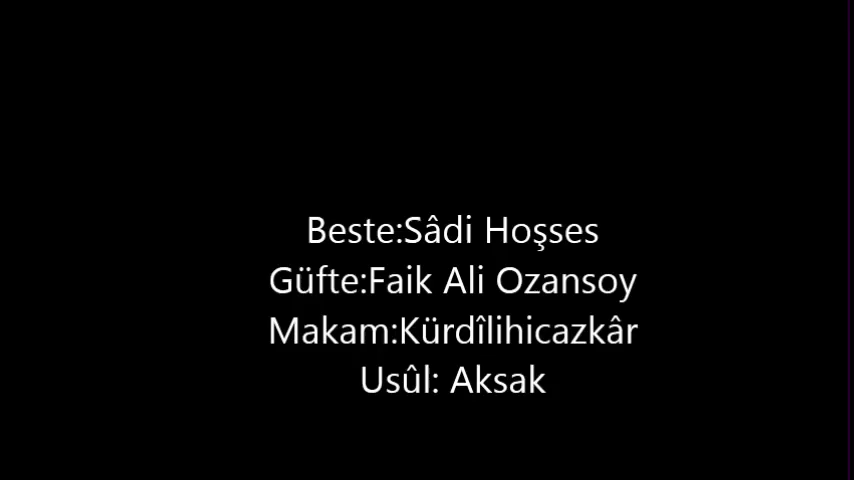 Beste:Sâdi Hoşses
Güfte:Faik Ali Ozansoy
Makam:Kürdîlihicazkâr
Usûl: Aksak